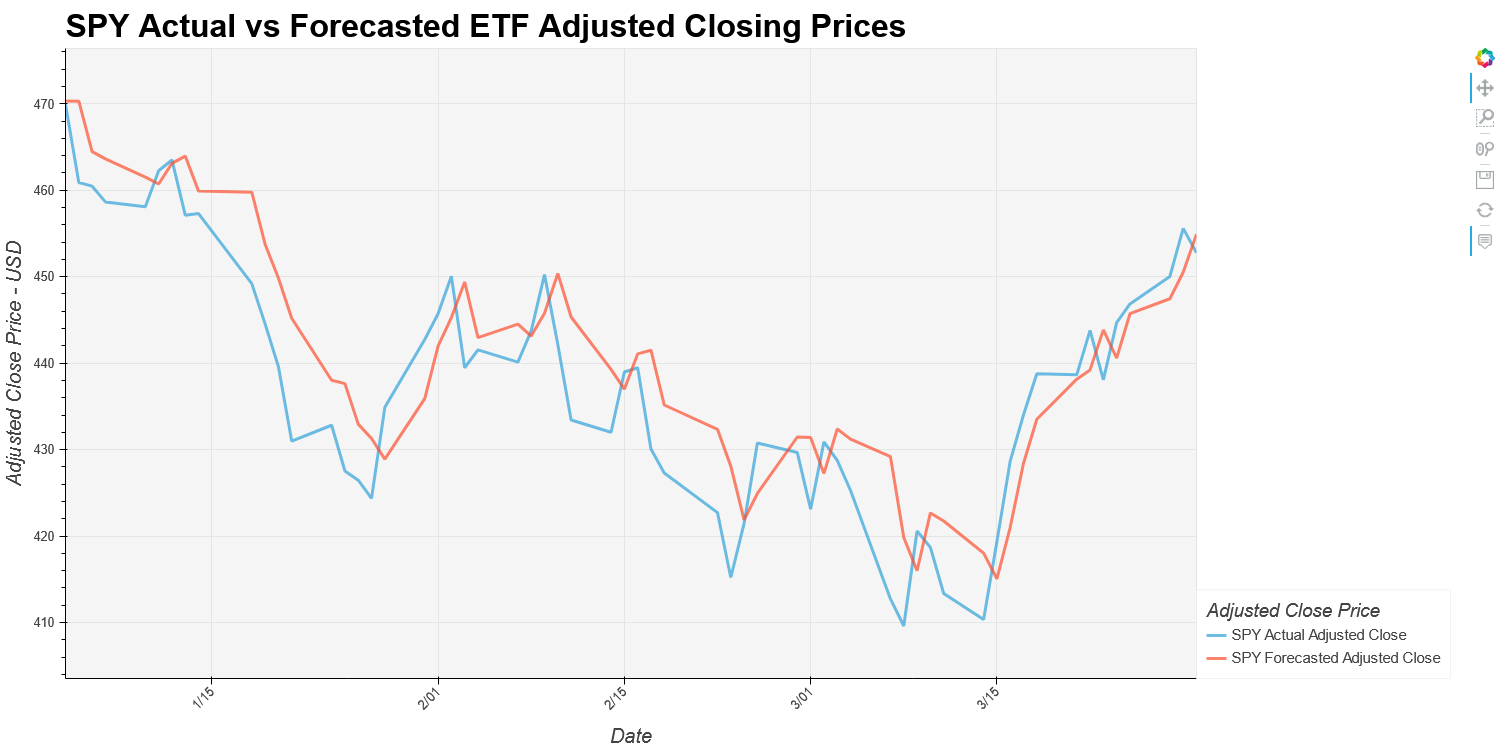 SPY Actual vs Forecasted ETF Adjusted Closing Prices
Adjusted Close Price - USD
470
460
450
440
430
420
410
1/15
2/01
2/15
3/01
3/15
Date
Adjusted Close Price
SPY Actual Adjusted Close
SPY Forecasted Adjusted Close